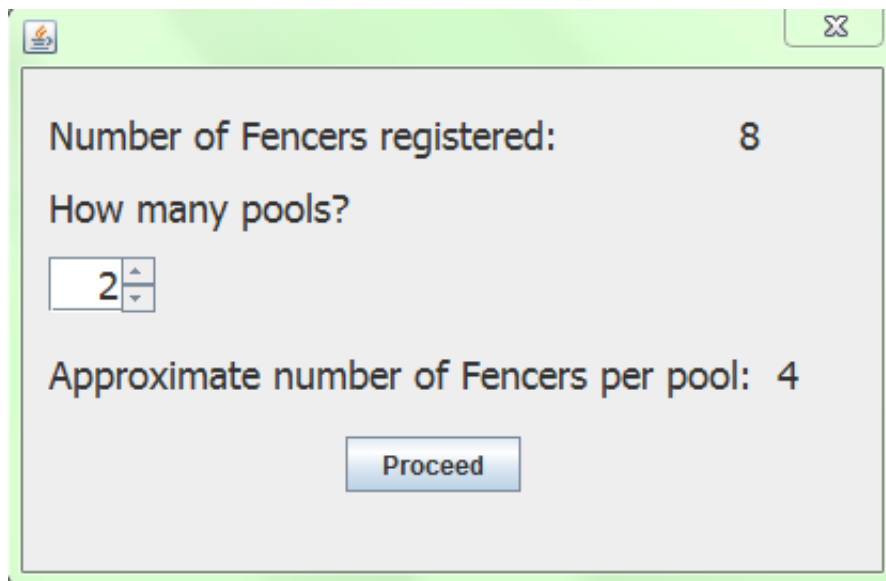 Number of Fencers registered: 8
How many pools?
2
Approximate number of Fencers per pool: 4
Proceed